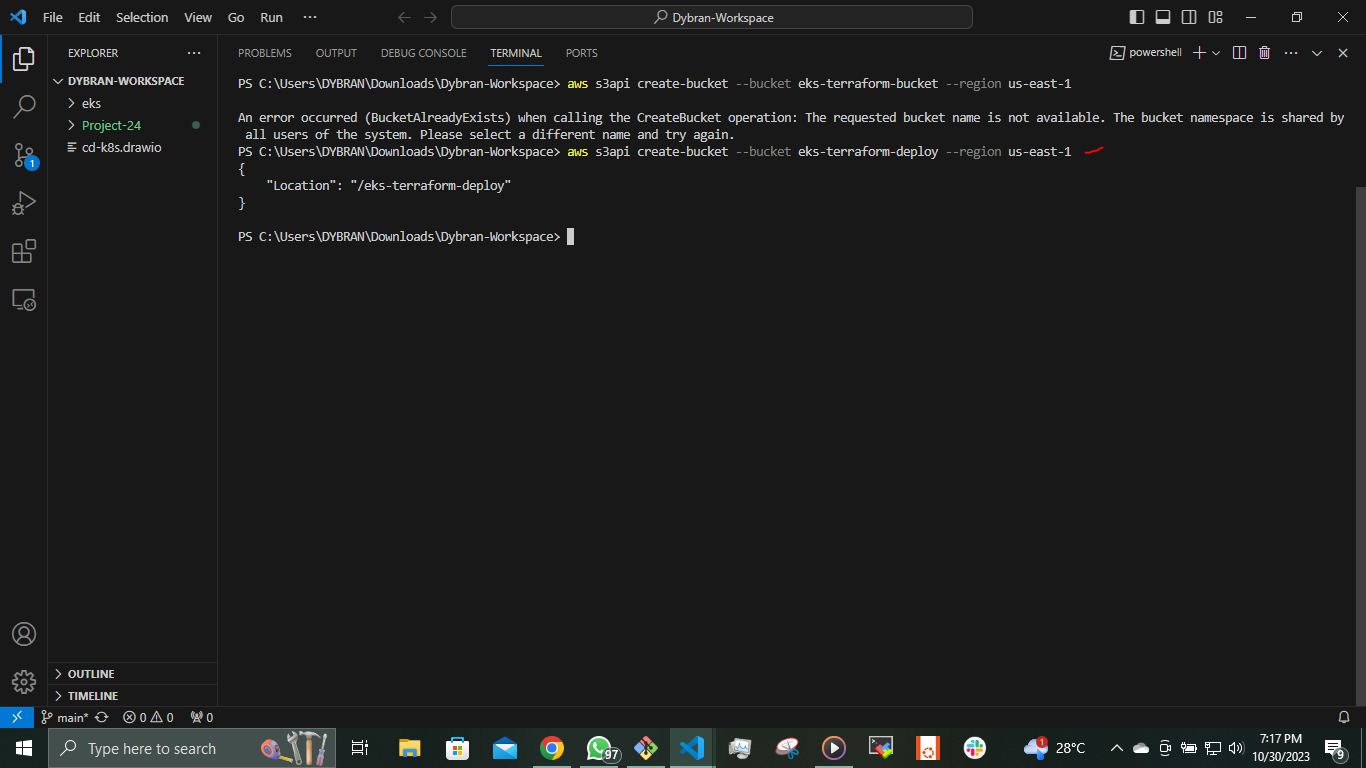 File Edit Selection View Go Run ··· Dybran-Workspace
EXPLORER ···
DYBRAN-WORKSPACE
eks
Project-24
cd-k8s.drawio
1
OUTLINE
TIMELINE
PROBLEMS OUTPUT DEBUG CONSOLE TERMINAL PORTS powershell ···
PS C:\Users\DYBRAN\Downloads\Dybran-Workspace> aws s3api create-bucket --bucket eks-terraform-bucket --region us-east-1
An error occurred (BucketAlreadyExists) when calling the CreateBucket operation: The requested bucket name is not available. The bucket namespace is shared by
all users of the system. Please select a different name and try again.
PS C:\Users\DYBRAN\Downloads\Dybran-Workspace> aws s3api create-bucket --bucket eks-terraform-deploy --region us-east-1
{
"Location": "/eks-terraform-deploy"
}
PS C:\Users\DYBRAN\Downloads\Dybran-Workspace>
main* 0 0 0
Type here to search 97 1 28°C 7:17 PM 9
10/30/2023